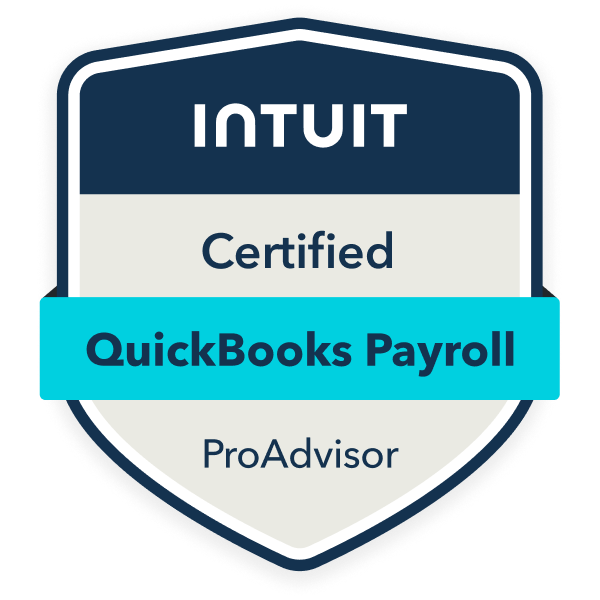 INTUIT
Certified
QuickBooks Payroll
ProAdvisor